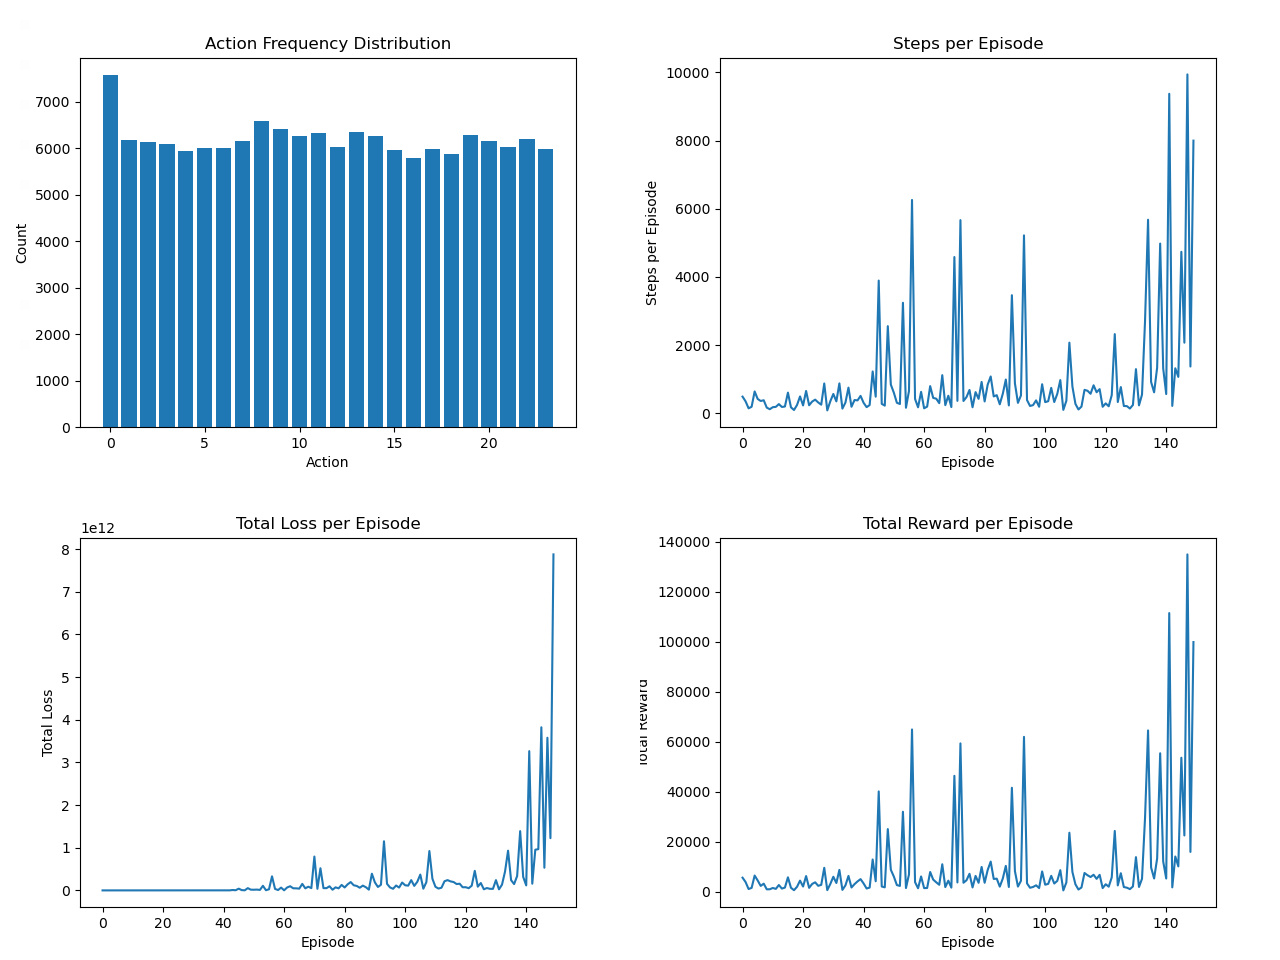 Action Frequency Distribution
7000
6000
5000
4000
3000
2000
1000
0
Count
0 5 10 15 20
Action
Steps per Episode
10000
8000
6000
4000
2000
0
Steps per Episode
0 20 40 60 80 100 120 140
Episode
Total Loss per Episode
1e12
8
7
6
5
4
3
2
1
0
Total Loss
0 20 40 60 80 100 120 140
Episode
Total Reward per Episode
140000
120000
100000
80000
60000
40000
20000
0
Total Reward
0 20 40 60 80 100 120 140
Episode